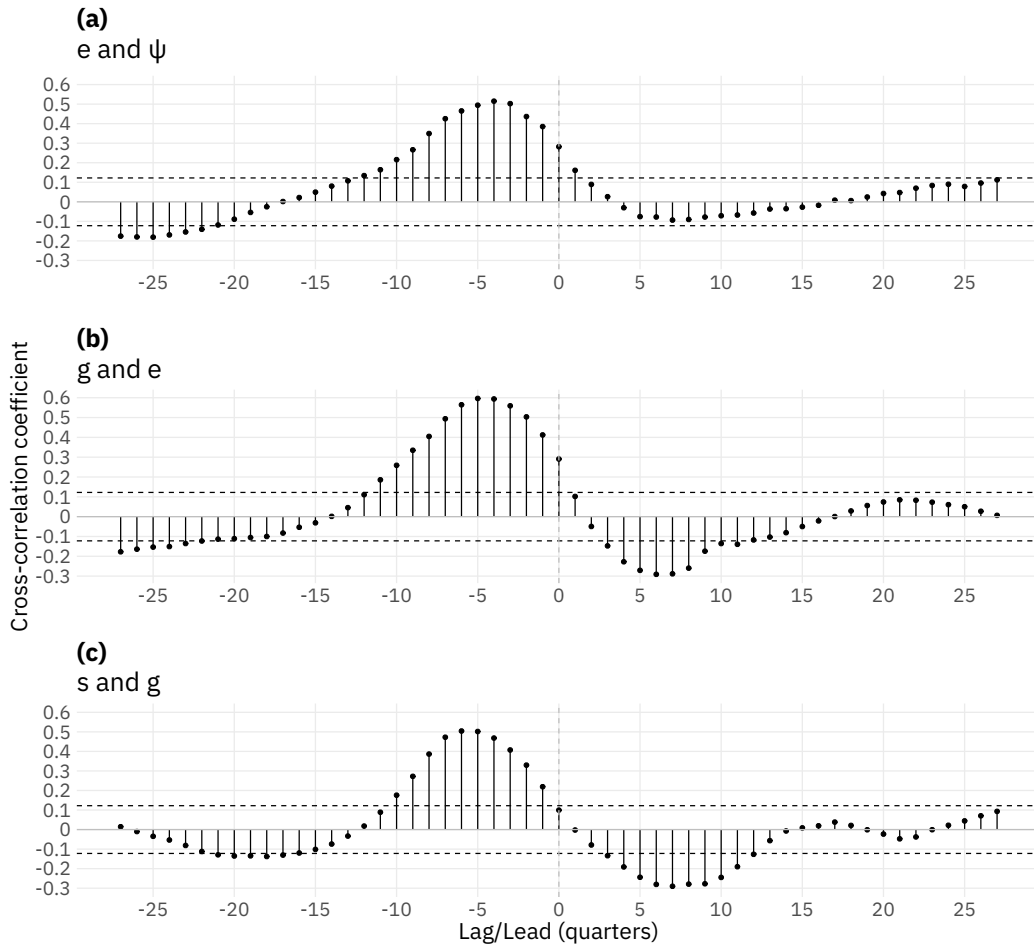 (a)
e and ψ
0.6
0.5
0.4
0.3
0.2
0.1
0
-0.1
-0.2
-0.3
-25 -20 -15 -10 -5 0 5 10 15 20 25
(b)
g and e
0.6
0.5
0.4
0.3
0.2
0.1
0
-0.1
-0.2
-0.3
-25 -20 -15 -10 -5 0 5 10 15 20 25
(c)
s and g
0.6
0.5
0.4
0.3
0.2
0.1
0
-0.1
-0.2
-0.3
-25 -20 -15 -10 -5 0 5 10 15 20 25
Lag/Lead (quarters)
Cross-correlation coefficient